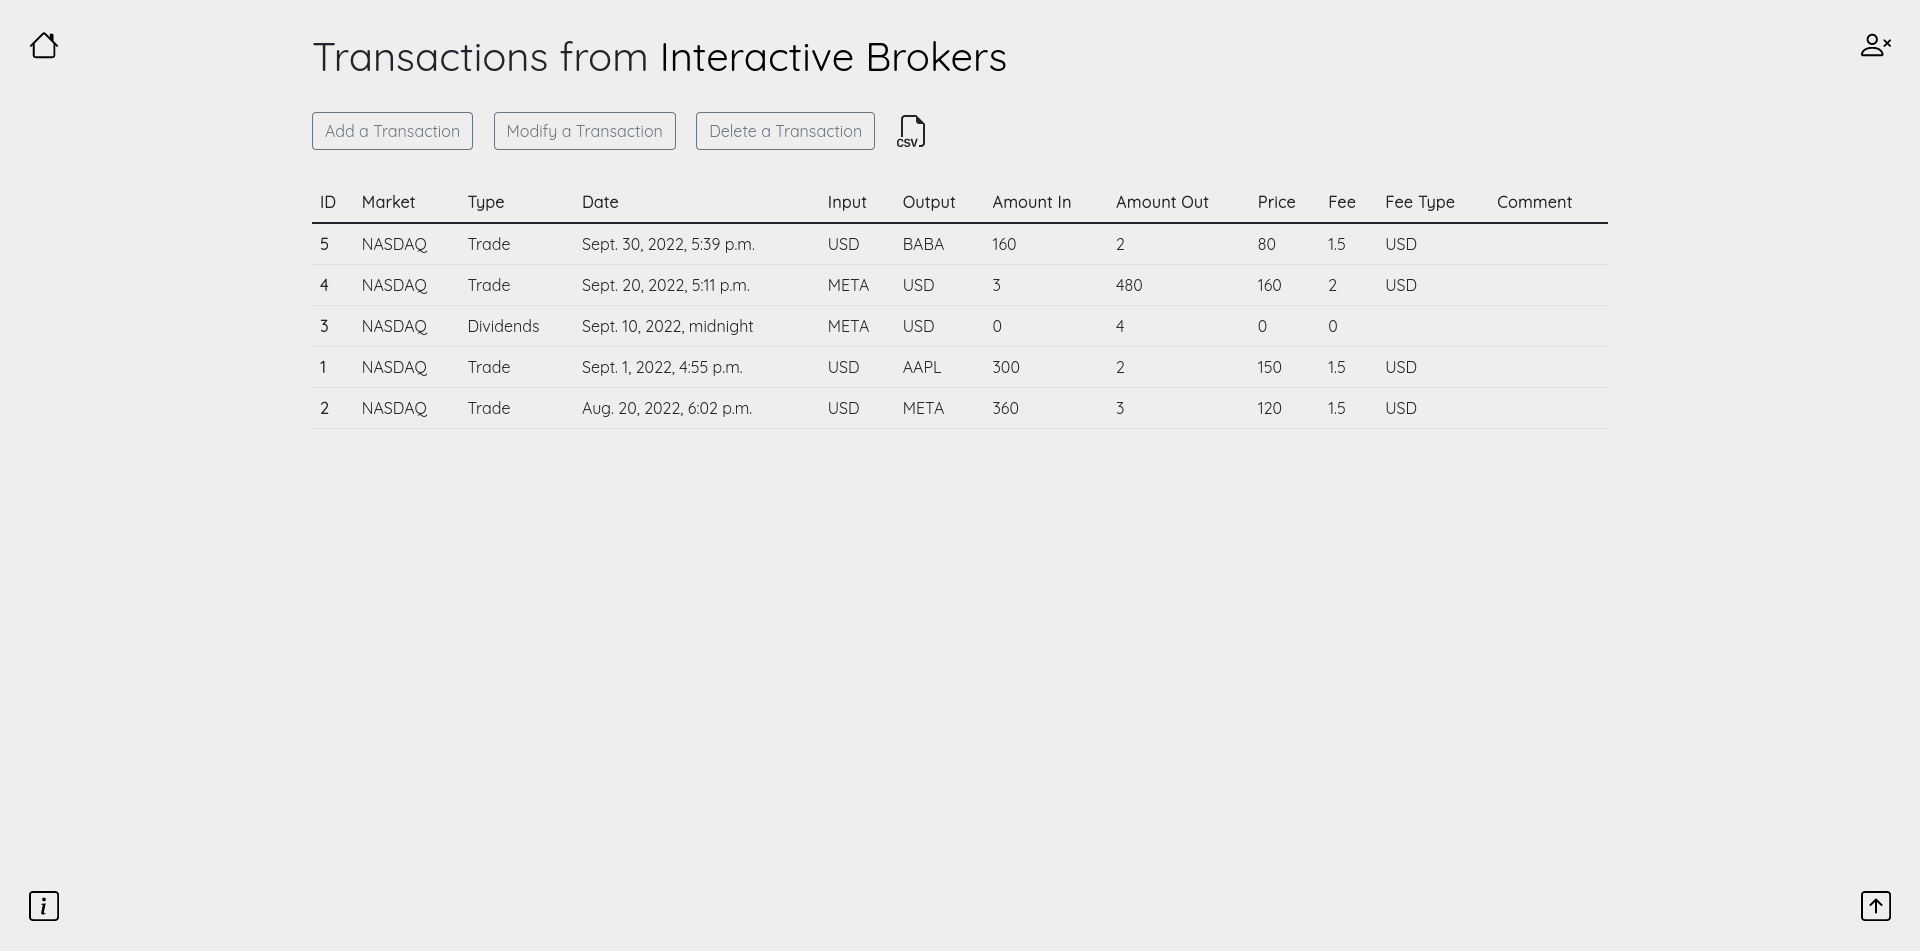 Transactions from Interactive Brokers
Add a Transaction Modify a Transaction Delete a Transaction CSV
ID Market Type Date Input Output Amount In Amount Out Price Fee Fee Type Comment
5 NASDAQ Trade Sept. 30, 2022, 5:39 p.m. USD BABA 160 2 80 1.5 USD
4 NASDAQ Trade Sept. 20, 2022, 5:11 p.m. META USD 3 480 160 2 USD
3 NASDAQ Dividends Sept. 10, 2022, midnight META USD 0 4 0 0
1 NASDAQ Trade Sept. 1, 2022, 4:55 p.m. USD AAPL 300 2 150 1.5 USD
2 NASDAQ Trade Aug. 20, 2022, 6:02 p.m. USD META 360 3 120 1.5 USD
i